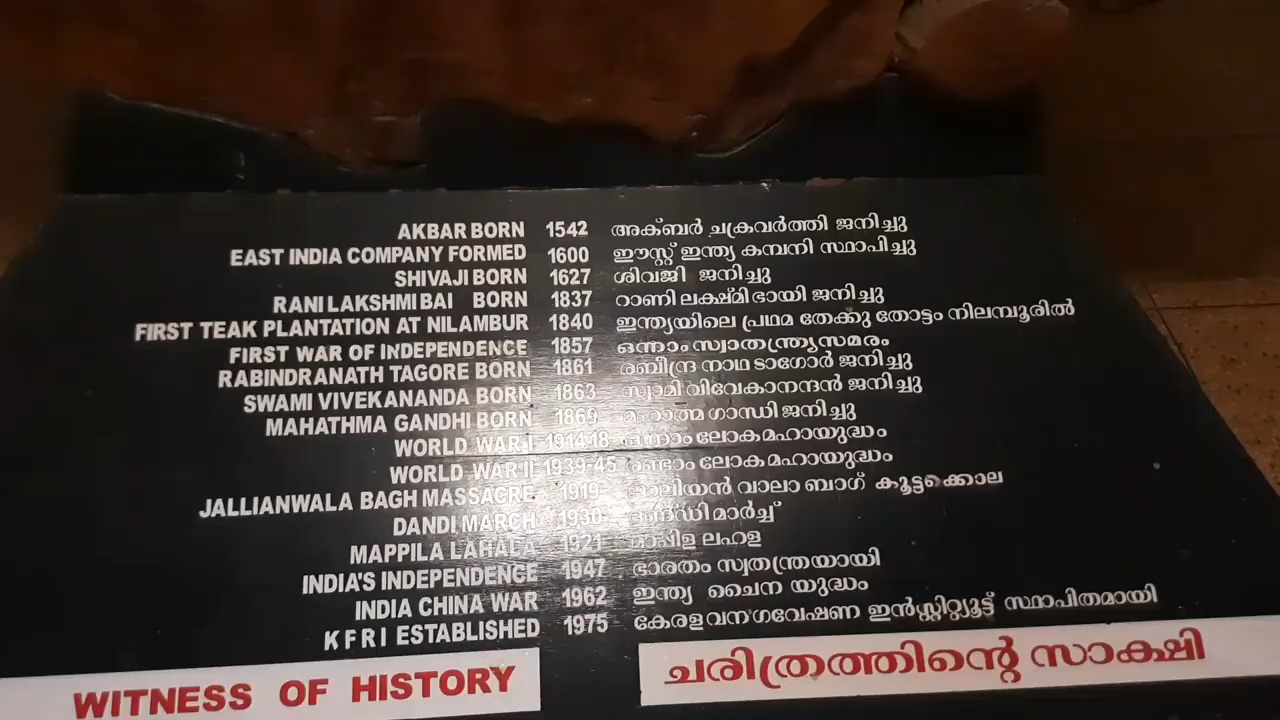 AKBAR BORN 1542 അക്ബർ ചക്രവർത്തി ജനിച്ചു
EAST INDIA COMPANY FORMED 1600 ഈസ്റ്റ് ഇന്ത്യ കമ്പനി സ്ഥാപിച്ചു
SHIVAJI BORN 1627 ശിവജി ജനിച്ചു
RANI LAKSHMI BAI BORN 1837 റാണി ലക്ഷ്മി ഭായി ജനിച്ചു
FIRST TEAK PLANTATION AT NILAMBUR 1840 ഇന്ത്യയിലെ പ്രഥമ തേക്കു തോട്ടം നിലമ്പൂരിൽ
FIRST WAR OF INDEPENDENCE 1857 ഒന്നാം സ്വാതന്ത്ര്യസമരം
RABINDRANATH TAGORE BORN 1861 രബീന്ദ്ര നാഥ ടാഗോർ ജനിച്ചു
SWAMI VIVEKANANDA BORN 1863 സ്വാമി വിവേകാനന്ദൻ ജനിച്ചു
MAHATHMA GANDHI BORN 1869 മഹാത്മ ഗാന്ധി ജനിച്ചു
WORLD WAR I 1914-18 ഒന്നാം ലോകമഹായുദ്ധം
WORLD WAR II 1939-45 രണ്ടാം ലോകമഹായുദ്ധം
JALLIANWALA BAGH MASSACRE 1919 ജാലിയൻ വാലാ ബാഗ് കൂട്ടക്കൊല
DANDI MARCH 1930 ദണ്ഡി മാർച്ച്
MAPPILA LAHALA 1921 മാപ്പിള ലഹള
INDIA'S INDEPENDENCE 1947 ഭാരതം സ്വതന്ത്രയായി
INDIA CHINA WAR 1962 ഇന്ത്യ ചൈന യുദ്ധം
K F R I ESTABLISHED 1975 കേരള വനഗവേഷണ ഇൻസ്റ്റിറ്റ്യൂട്ട് സ്ഥാപിതമായി
WITNESS OF HISTORY ചരിത്രത്തിന്റെ സാക്ഷി